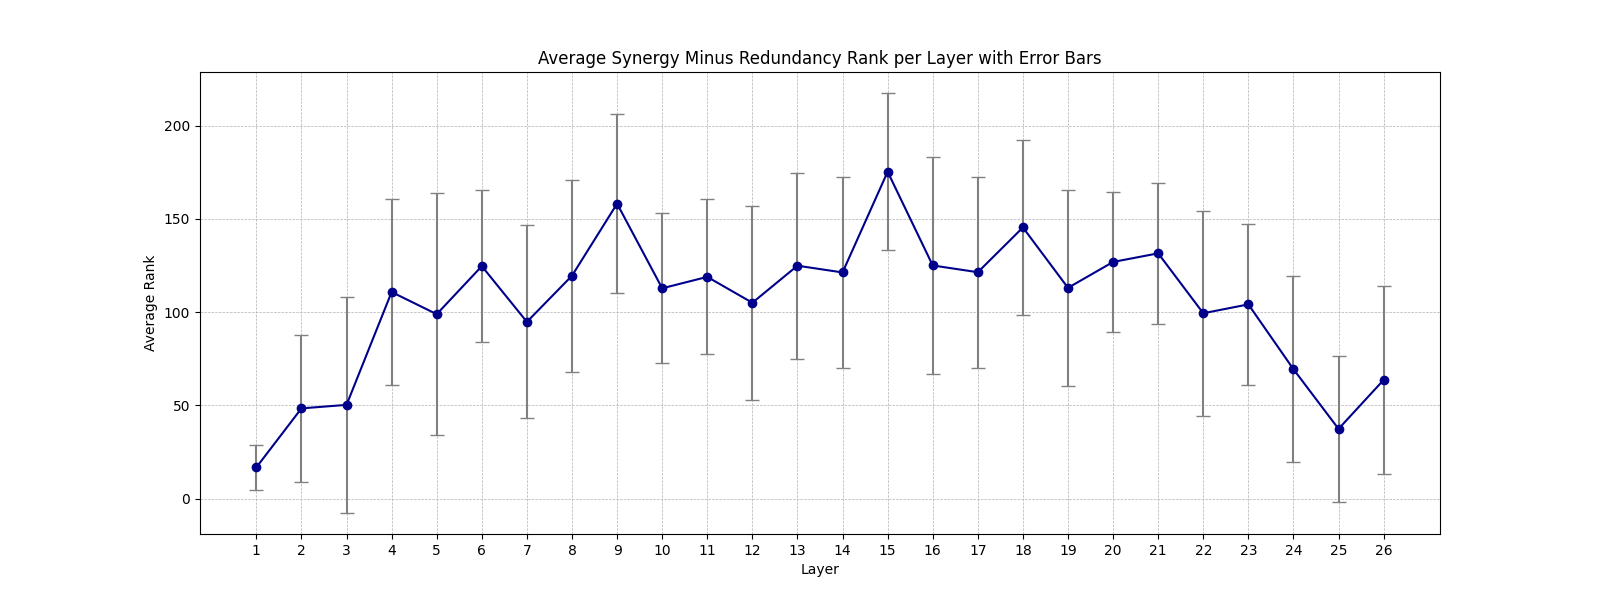 Average Synergy Minus Redundancy Rank per Layer with Error Bars
Average Rank
200
150
100
50
0
1 2 3 4 5 6 7 8 9 10 11 12 13 14 15 16 17 18 19 20 21 22 23 24 25 26
Layer